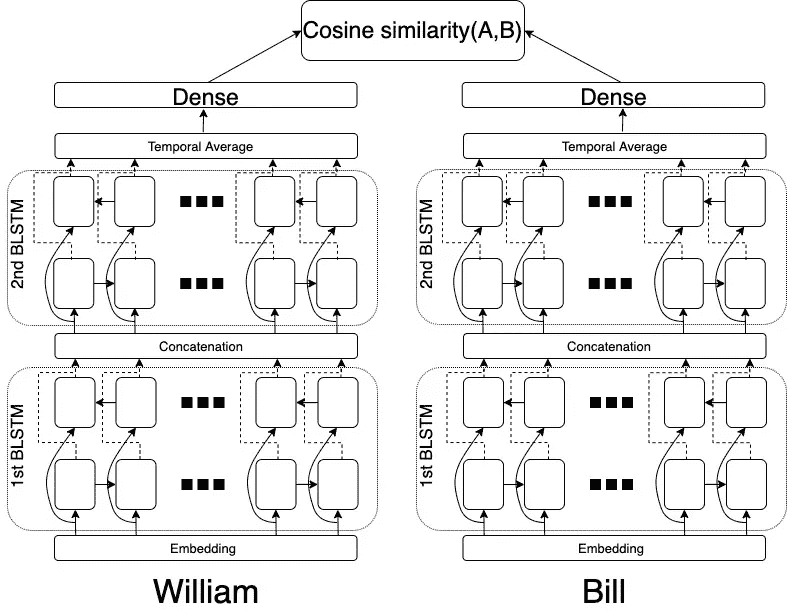 Cosine similarity(A,B)
Dense
Dense
Temporal Average
Temporal Average
2nd BLSTM
2nd BLSTM
Concatenation
Concatenation
1st BLSTM
1st BLSTM
Embedding
Embedding
William
Bill